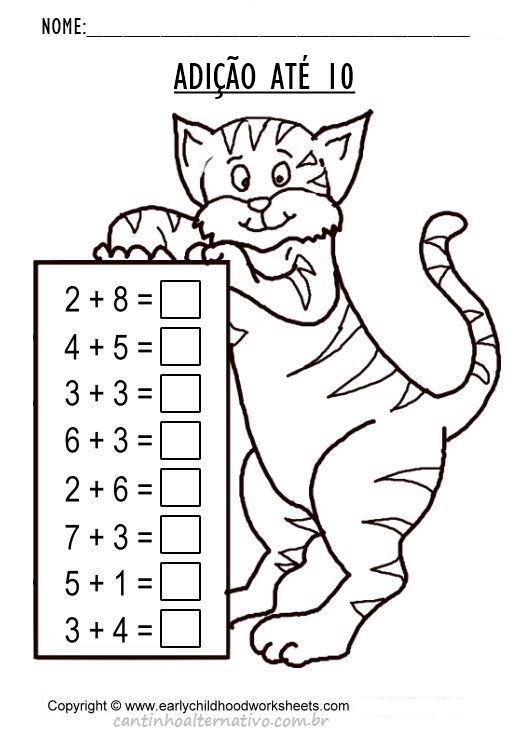 NOME:______________________________
ADIÇÃO ATÉ 10
2 + 8 =
4 + 5 =
3 + 3 =
6 + 3 =
2 + 6 =
7 + 3 =
5 + 1 =
3 + 4 =
Copyright © www.earlychildhoodworksheets.com
cantinhoalternativo.com.br